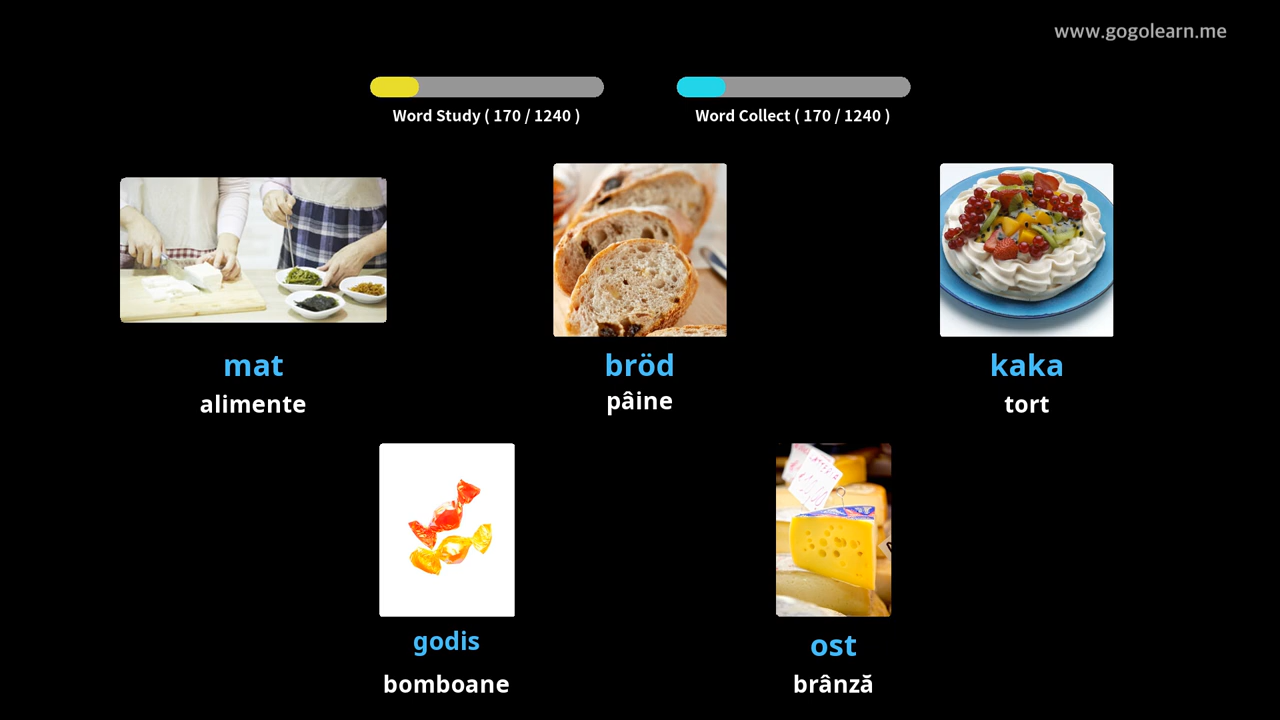 www.gogolearn.me
Word Study ( 170 / 1240 )
Word Collect ( 170 / 1240 )
mat
alimente
bröd
pâine
kaka
tort
godis
bomboane
ost
brânză